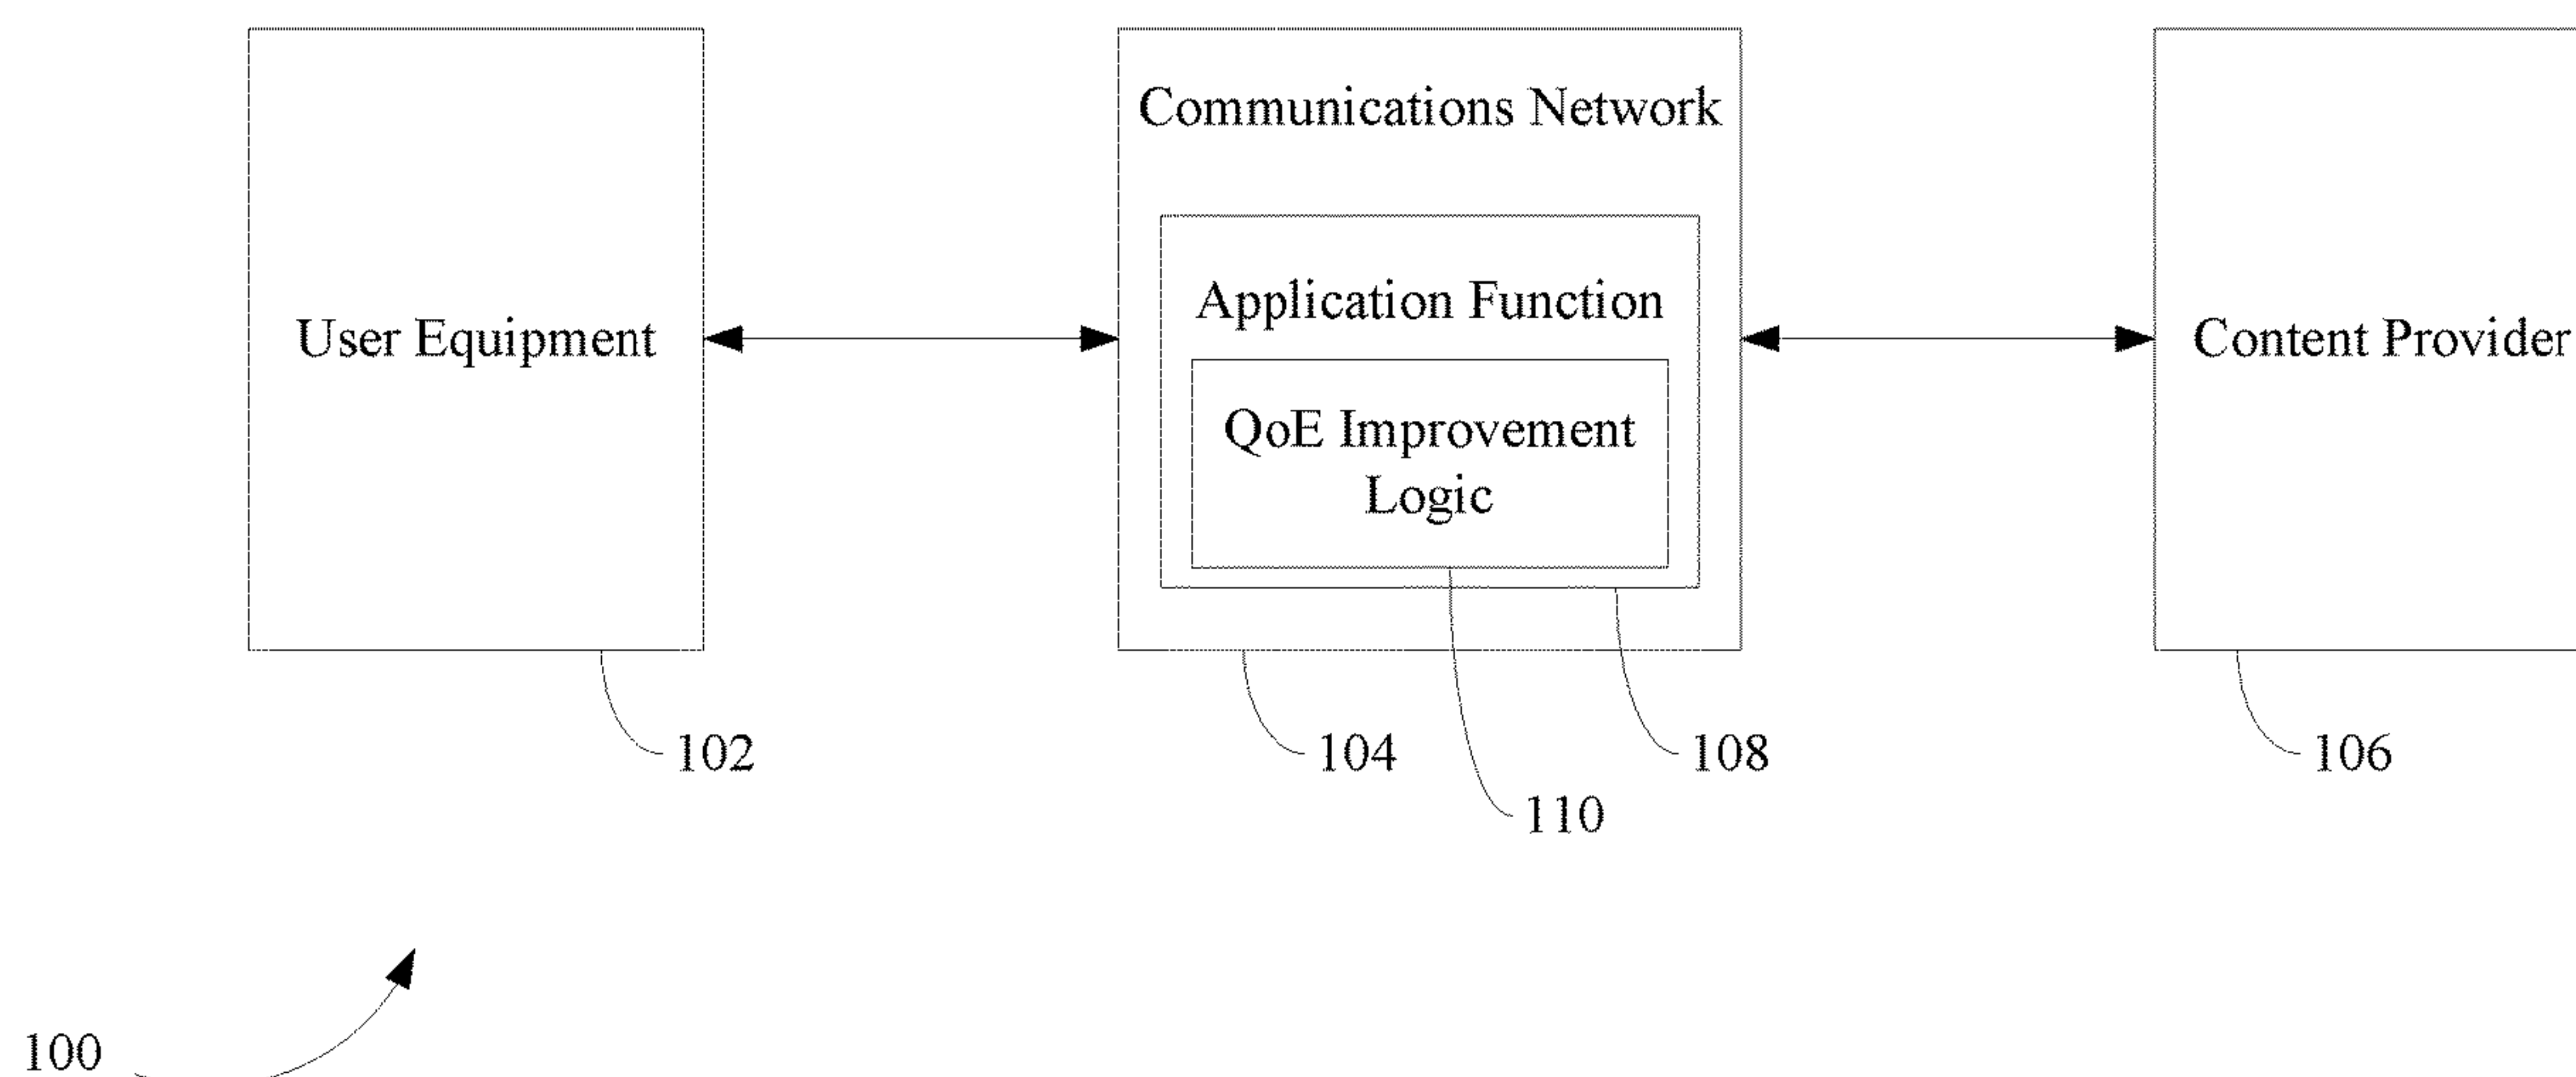 Communications Network
Application Function
User Equipment
Content Provider
QoE Improvement
Logic
102
104
108
106
110
100